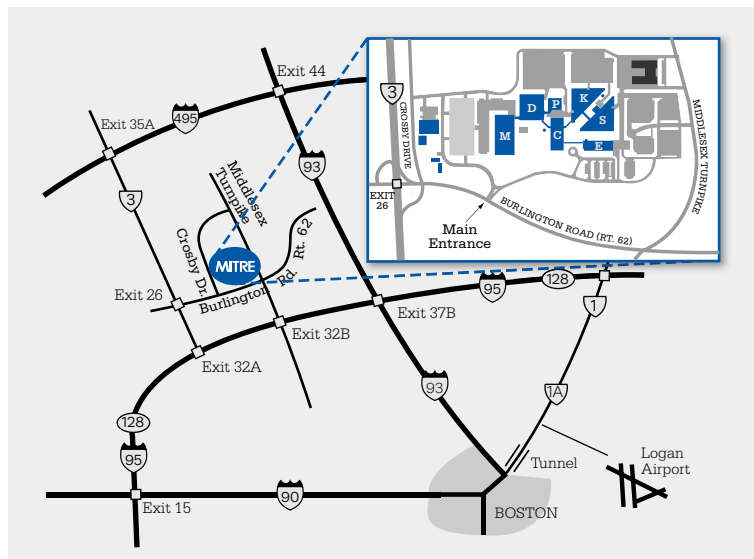 Exit 44
495
Exit 35A
3
93
Middlesex
Turnpike
Crosby Dr.
Rt. 62
MITRE
Burlington Rd.
Exit 26
Exit 32A
Exit 32B
Exit 37B
95
128
1
1A
93
128
95
Exit 15
90
Tunnel
Logan
Airport
BOSTON
3
CROSBY DRIVE
EXIT
26
D
P
K
M
C
S
E
MIDDLESEX TURNPIKE
Main
Entrance
BURLINGTON ROAD (RT. 62)